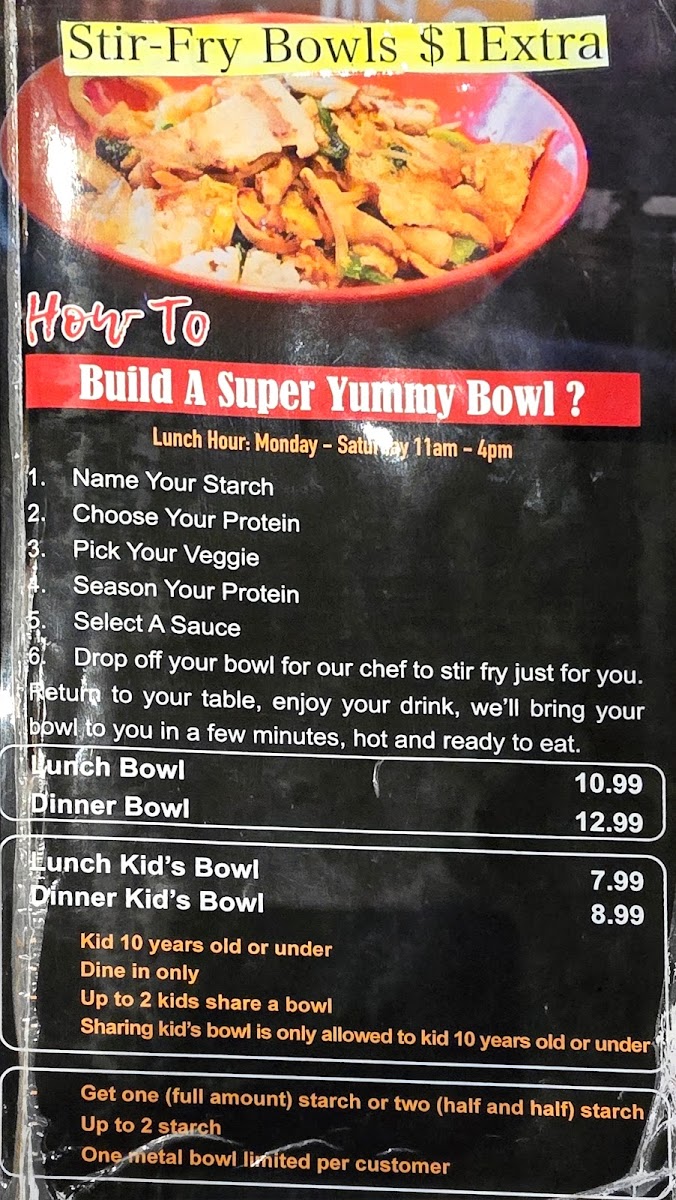 Stir-Fry Bowls $1Extra
How To
Build A Super Yummy Bowl ?
Lunch Hour: Monday - Saturday 11am - 4pm
1. Name Your Starch
2. Choose Your Protein
3. Pick Your Veggie
4. Season Your Protein
5. Select A Sauce
6. Drop off your bowl for our chef to stir fry just for you.
Return to your table, enjoy your drink, we'll bring your
bowl to you in a few minutes, hot and ready to eat.
Lunch Bowl 10.99
Dinner Bowl 12.99
Lunch Kid's Bowl 7.99
Dinner Kid's Bowl 8.99
- Kid 10 years old or under
- Dine in only
- Up to 2 kids share a bowl
- Sharing kid's bowl is only allowed to kid 10 years old or under
- Get one (full amount) starch or two (half and half) starch
- Up to 2 starch
- One metal bowl limited per customer